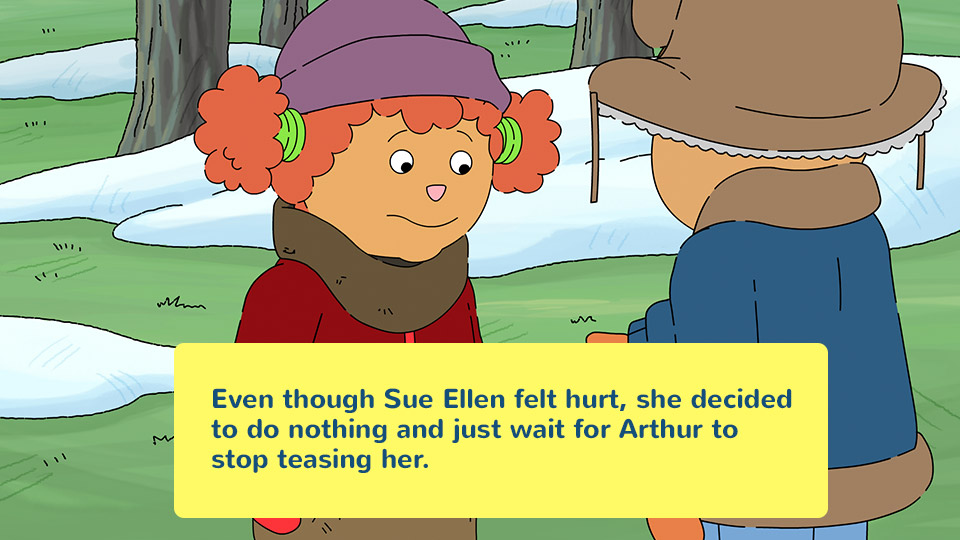 Even though Sue Ellen felt hurt, she decided
to do nothing and just wait for Arthur to
stop teasing her.